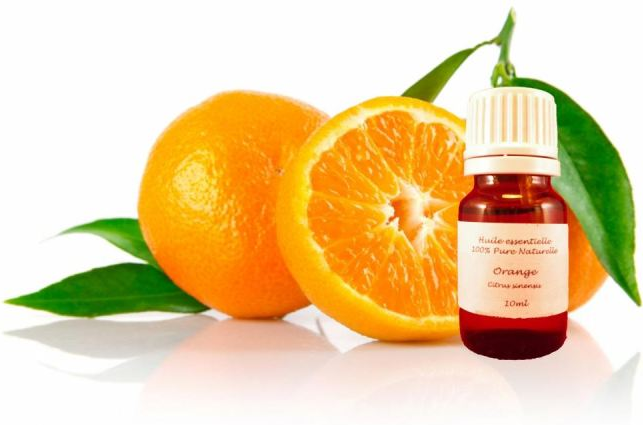 Huile essentielle
100% Pure Naturelle
Orange
Citrus sinensis
10ml